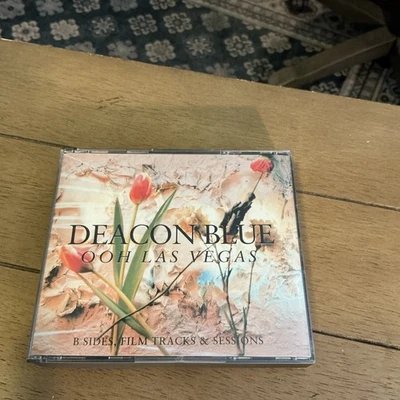 DEACON BLUE
OOH LAS VEGAS
B SIDES, FILM TRACKS & SESSIONS